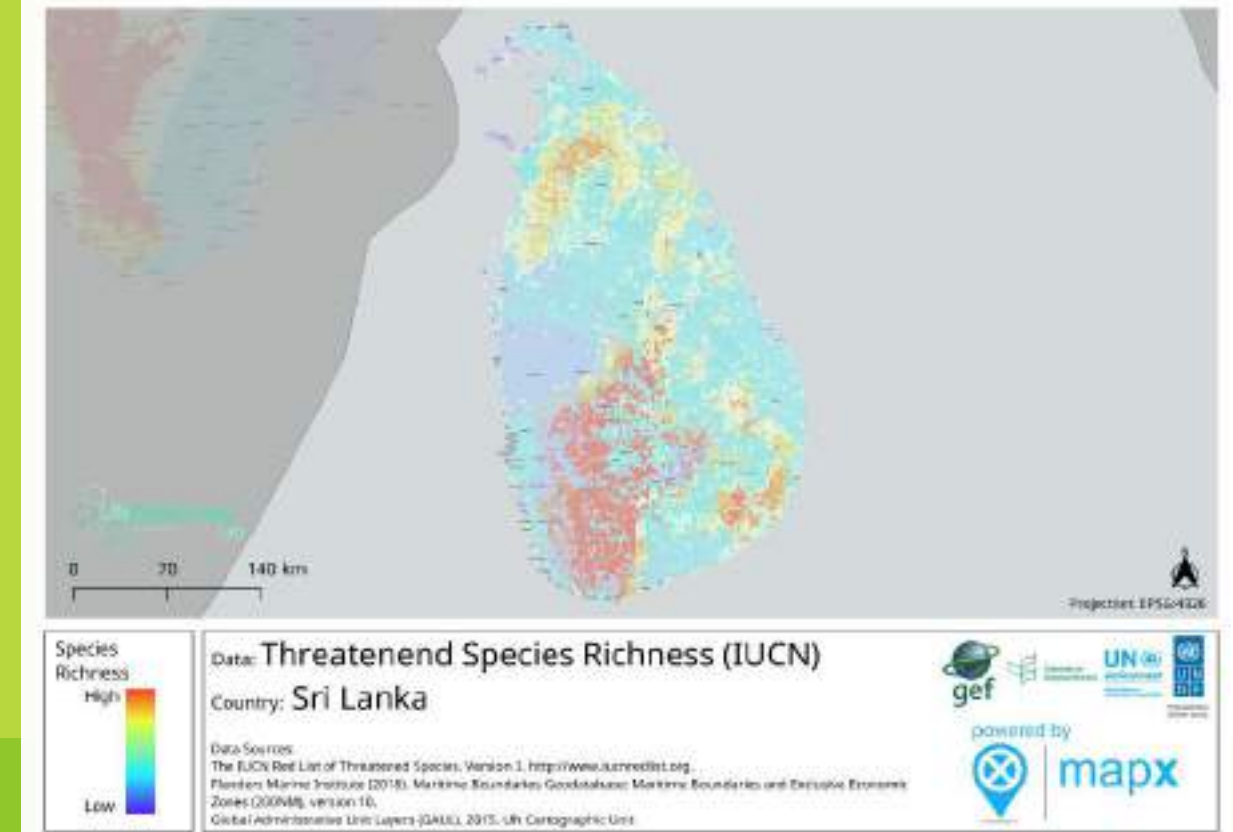 0 70 140 km
Projection: EPSG:4326
Species
Richness
High
Low
Data: Threatenend Species Richness (IUCN)
Country: Sri Lanka
Data Sources:
The IUCN Red List of Threatened Species. Version 3. http://www.iucnredlist.org.
Flanders Marine Institute (2018). Maritime Boundaries Geodatabase: Maritime Boundaries and Exclusive Economic
Zones (200NM), version 10.
Global Administrative Unit Layers (GAUL), 2015. UN Cartographic Unit
gef
UN
environment
powered by
mapx